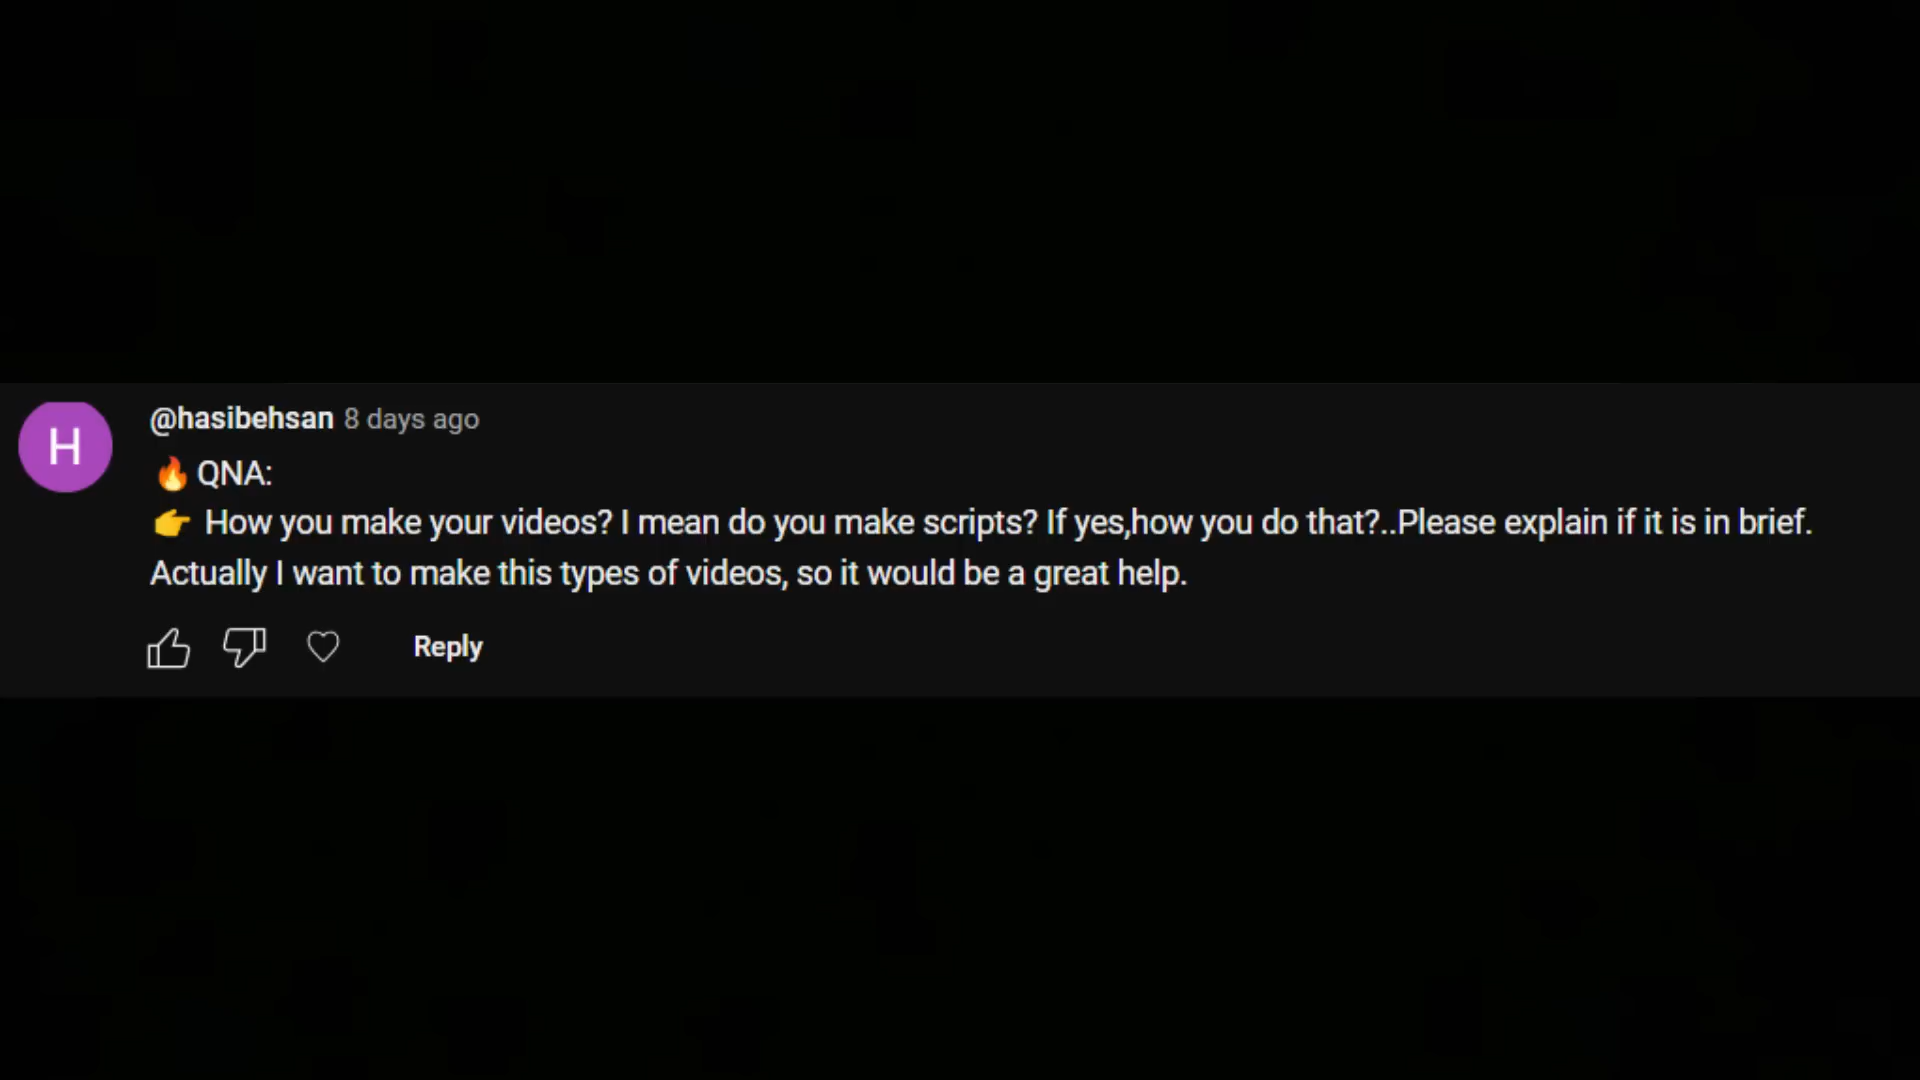 H
@hasibehsan 8 days ago
🔥 QNA:
👉 How you make your videos? I mean do you make scripts? If yes,how you do that?..Please explain if it is in brief.
Actually I want to make this types of videos, so it would be a great help.
Reply